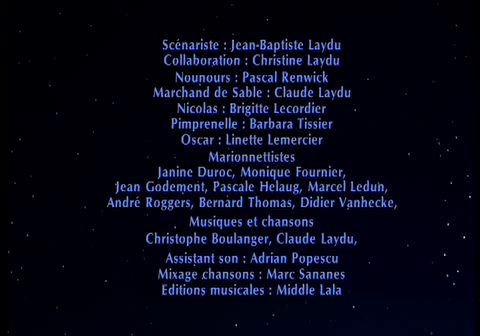 Scénariste : Jean-Baptiste Laydu
Collaboration : Christine Laydu
Nounours : Pascal Renwick
Marchand de Sable : Claude Laydu
Nicolas : Brigitte Lecordier
Pimprenelle : Barbara Tissier
Oscar : Linette Lemercier
Marionnettistes
Janine Duroc, Monique Fournier,
Jean Godement, Pascale Helaug, Marcel Ledun,
André Roggers, Bernard Thomas, Didier Vanhecke,
Musiques et chansons
Christophe Boulanger, Claude Laydu,
Assistant son : Adrian Popescu
Mixage chansons : Marc Sananes
Editions musicales : Middle Lala